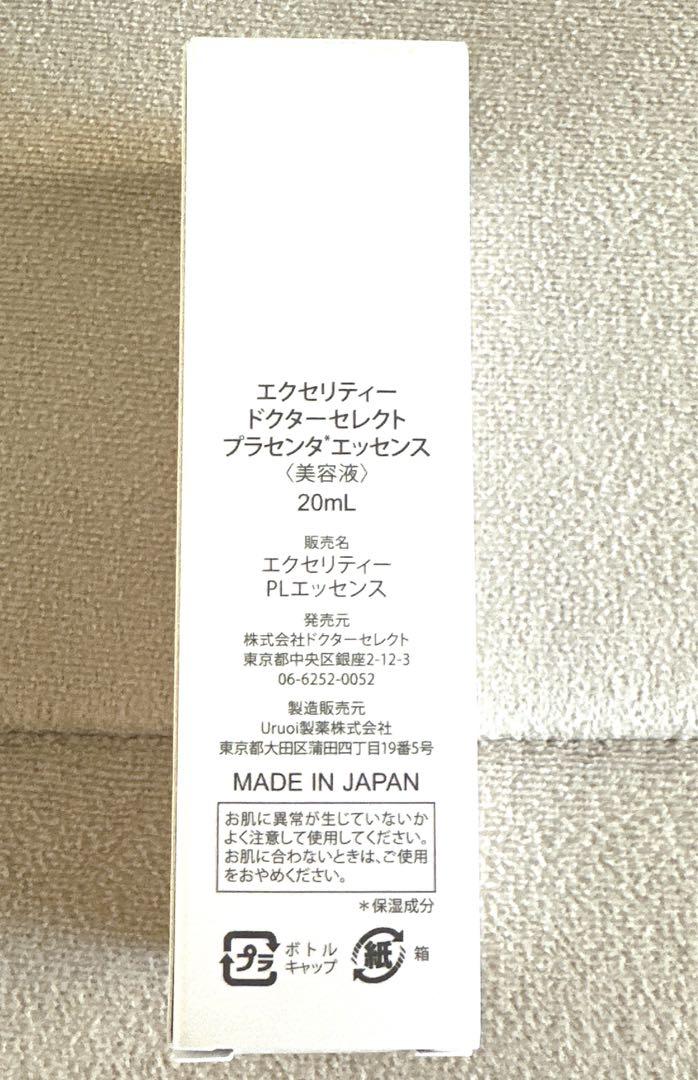 エクセリティー
ドクターセレクト
プラセンタ*エッセンス
〈美容液〉
20mL
販売名
エクセリティー
PLエッセンス
発売元
株式会社ドクターセレクト
東京都中央区銀座2-12-3
06-6252-0052
製造販売元
Uruoi製薬株式会社
東京都大田区蒲田四丁目19番5号
MADE IN JAPAN
お肌に異常が生じていないか
よく注意して使用してください。
お肌に合わないときは、ご使用
をおやめください。
＊保湿成分
プラ ボトル キャップ 紙 箱